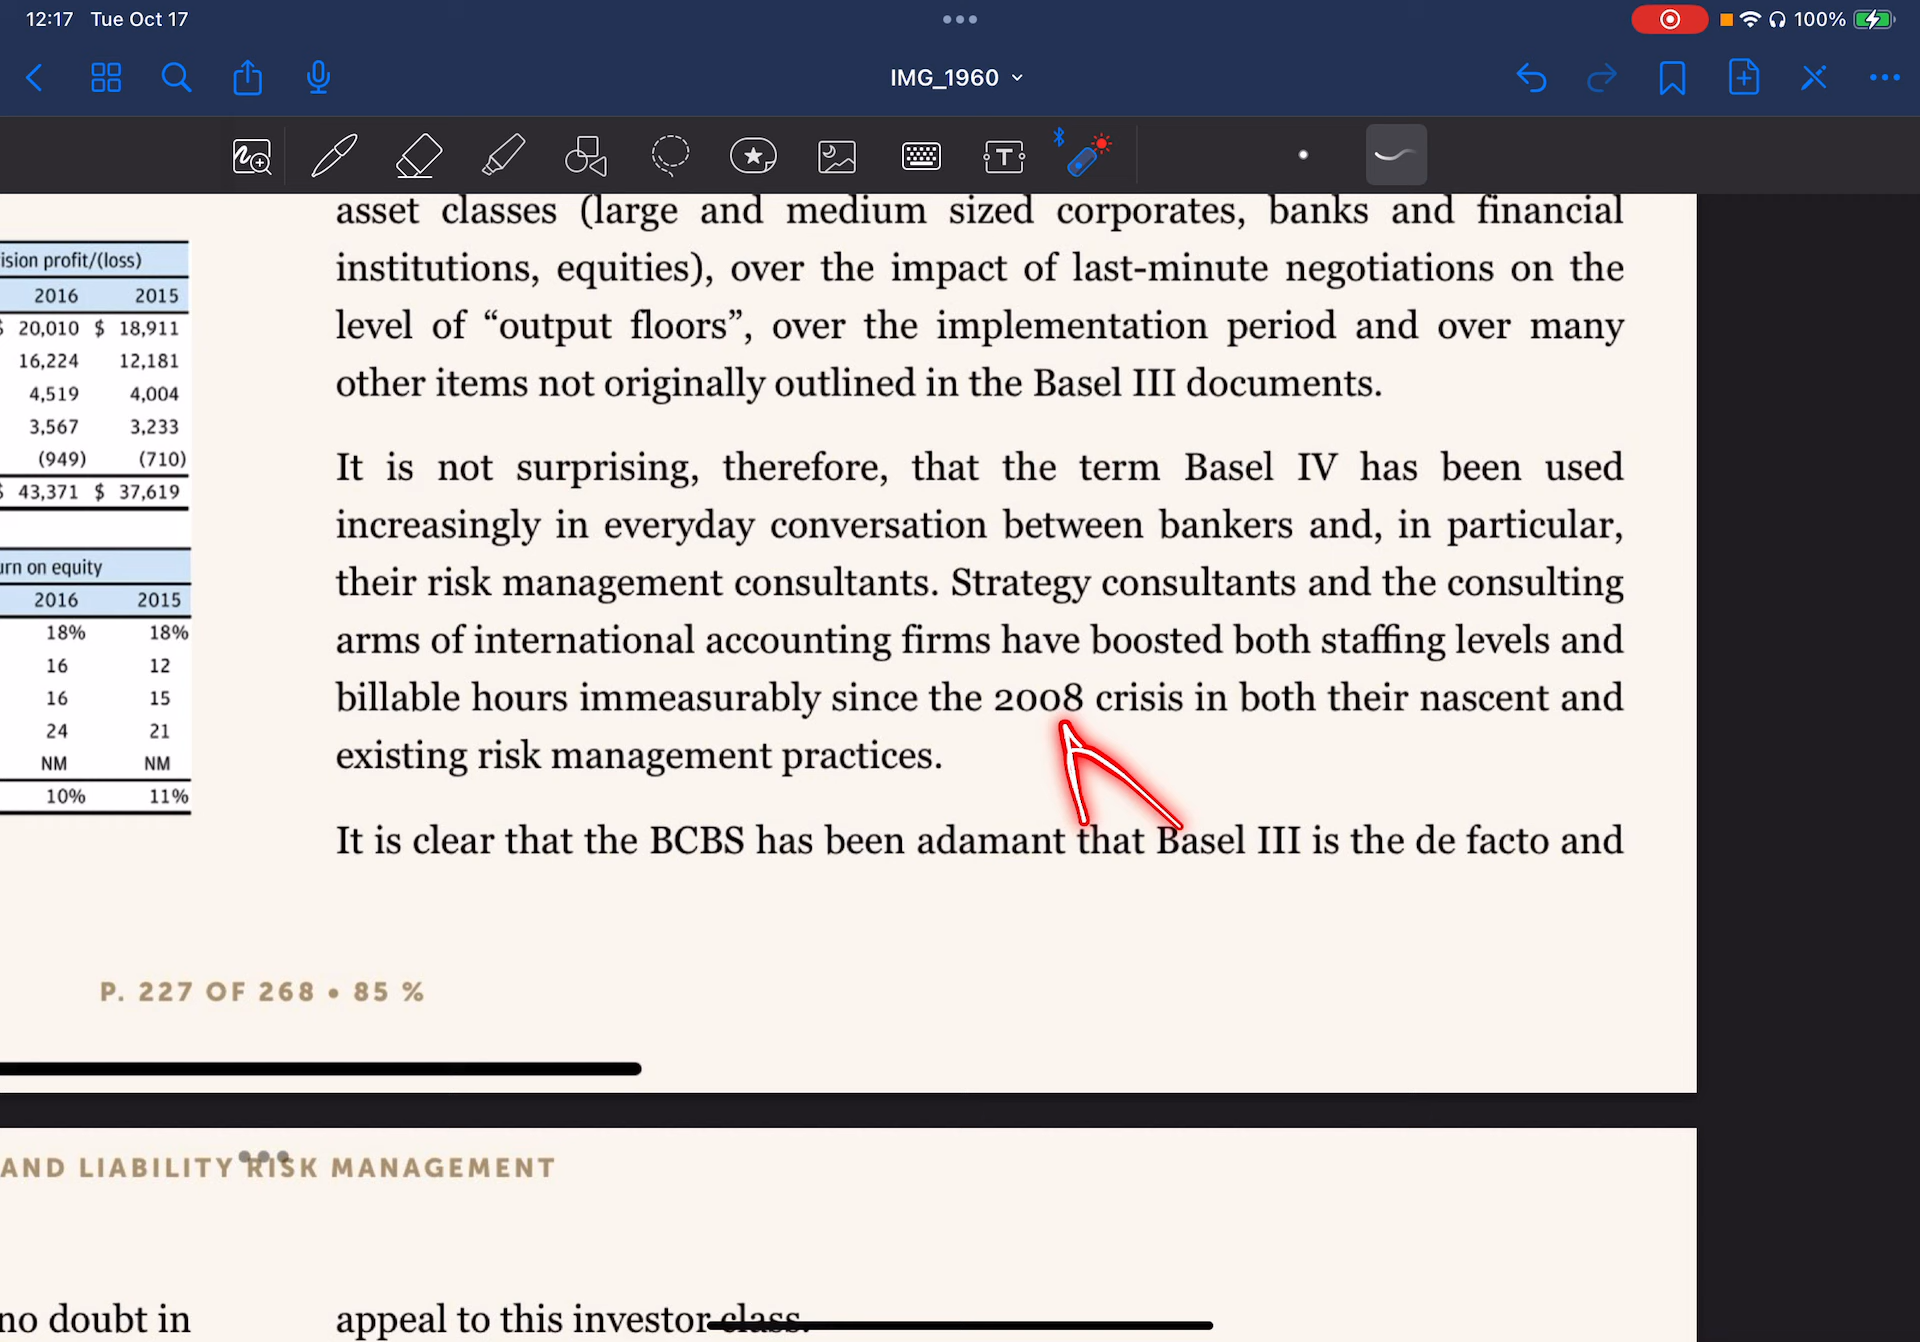 12:17 Tue Oct 17
100%
IMG_1960
T
ision profit/(loss)
2016 2015
$ 20,010 $ 18,911
16,224 12,181
4,519 4,004
3,567 3,233
(949) (710)
$ 43,371 $ 37,619
urn on equity
2016 2015
18% 18%
16 12
16 15
24 21
NM NM
10% 11%
asset classes (large and medium sized corporates, banks and financial
institutions, equities), over the impact of last-minute negotiations on the
level of “output floors”, over the implementation period and over many
other items not originally outlined in the Basel III documents.
It is not surprising, therefore, that the term Basel IV has been used
increasingly in everyday conversation between bankers and, in particular,
their risk management consultants. Strategy consultants and the consulting
arms of international accounting firms have boosted both staffing levels and
billable hours immeasurably since the 2008 crisis in both their nascent and
existing risk management practices.
It is clear that the BCBS has been adamant that Basel III is the de facto and
P. 227 OF 268 • 85 %
AND LIABILITY RISK MANAGEMENT
no doubt in
appeal to this investor class.